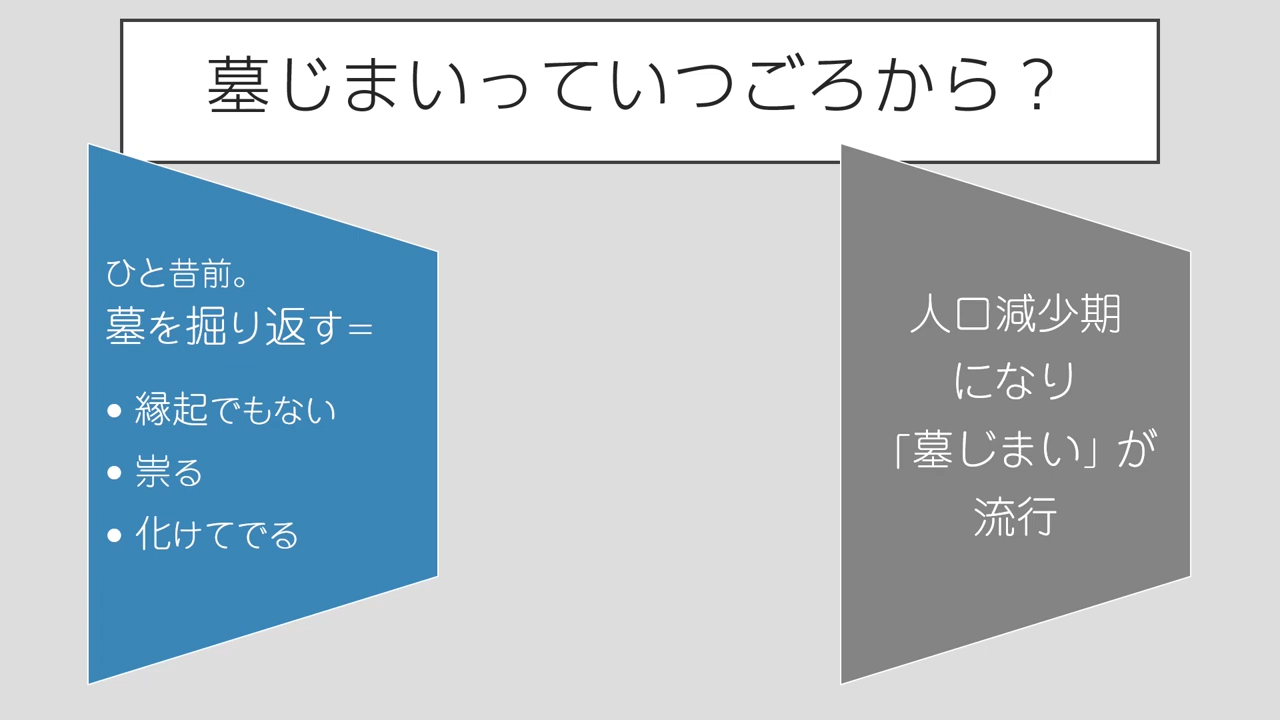 墓じまいっていつごろから？
ひと昔前。
墓を掘り返す＝
• 縁起でもない
• 祟る
• 化けてでる
人口減少期
になり
「墓じまい」が
流行